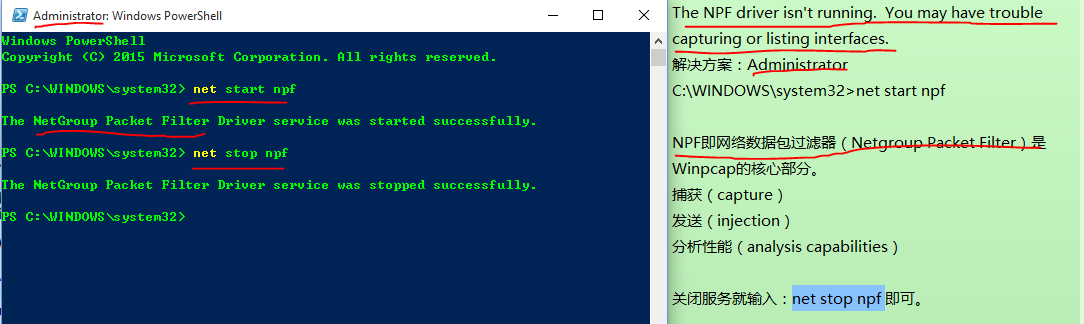 Administrator: Windows PowerShell
Windows PowerShell
Copyright (C) 2015 Microsoft Corporation. All rights reserved.
PS C:\WINDOWS\system32> net start npf
The NetGroup Packet Filter Driver service was started successfully.
PS C:\WINDOWS\system32> net stop npf
The NetGroup Packet Filter Driver service was stopped successfully.
PS C:\WINDOWS\system32>
The NPF driver isn't running.  You may have trouble
capturing or listing interfaces.
解决方案：Administrator
C:\WINDOWS\system32>net start npf
NPF即网络数据包过滤器（Netgroup Packet Filter）是
Winpcap的核心部分。
捕获（capture）
发送（injection）
分析性能（analysis capabilities）
关闭服务就输入：net stop npf 即可。